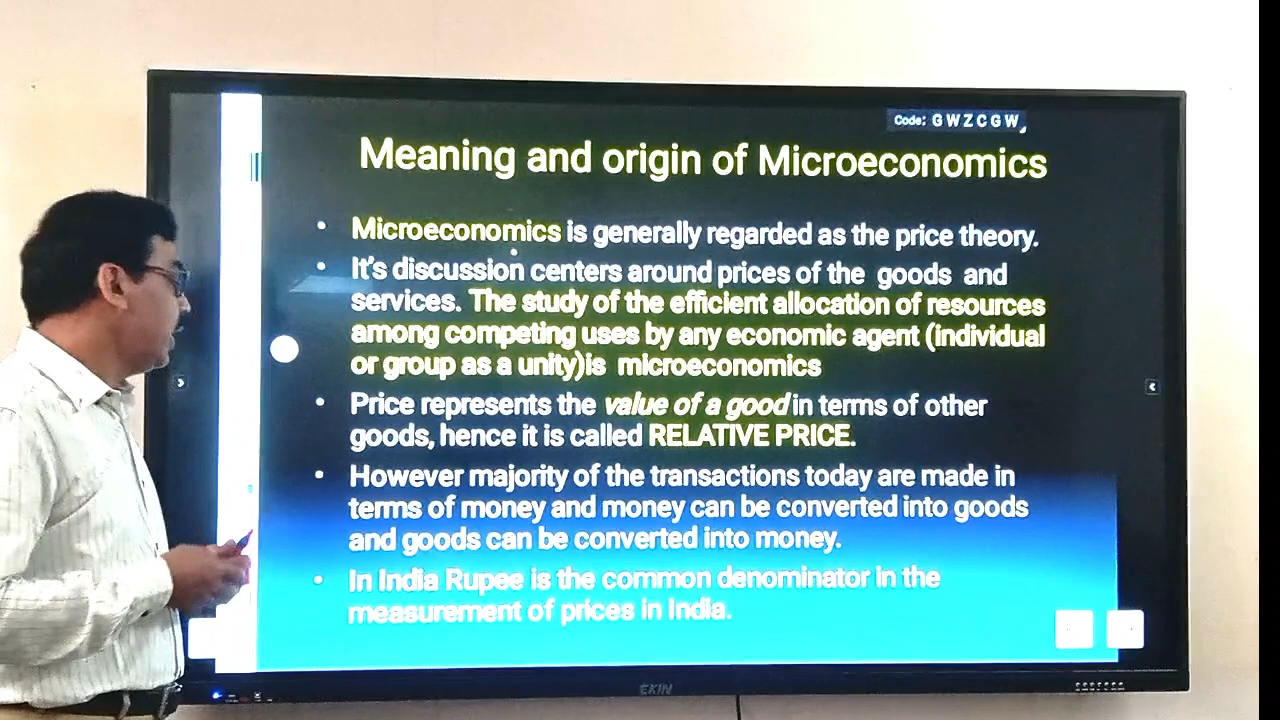 Code: GWZCGW
Meaning and origin of Microeconomics
• Microeconomics is generally regarded as the price theory.
• It's discussion centers around prices of the goods and
services. The study of the efficient allocation of resources
among competing uses by any economic agent (individual
or group as a unity)is microeconomics
• Price represents the value of a good in terms of other
goods, hence it is called RELATIVE PRICE.
• However majority of the transactions today are made in
terms of money and money can be converted into goods
and goods can be converted into money.
• In India Rupee is the common denominator in the
measurement of prices in India.
EXIN